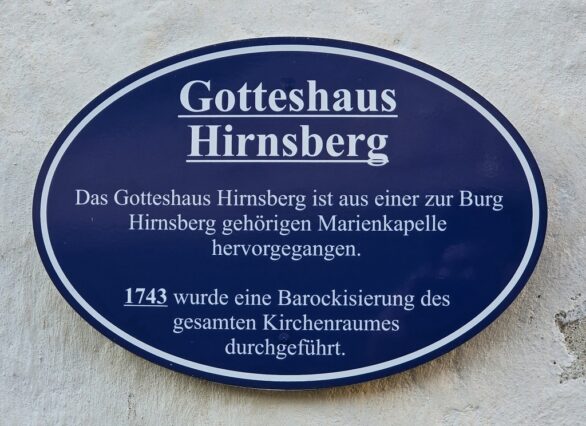 Gotteshaus
Hirnsberg
Das Gotteshaus Hirnsberg ist aus einer zur Burg
Hirnsberg gehörigen Marienkapelle
hervorgegangen.
1743 wurde eine Barockisierung des
gesamten Kirchenraumes
durchgeführt.